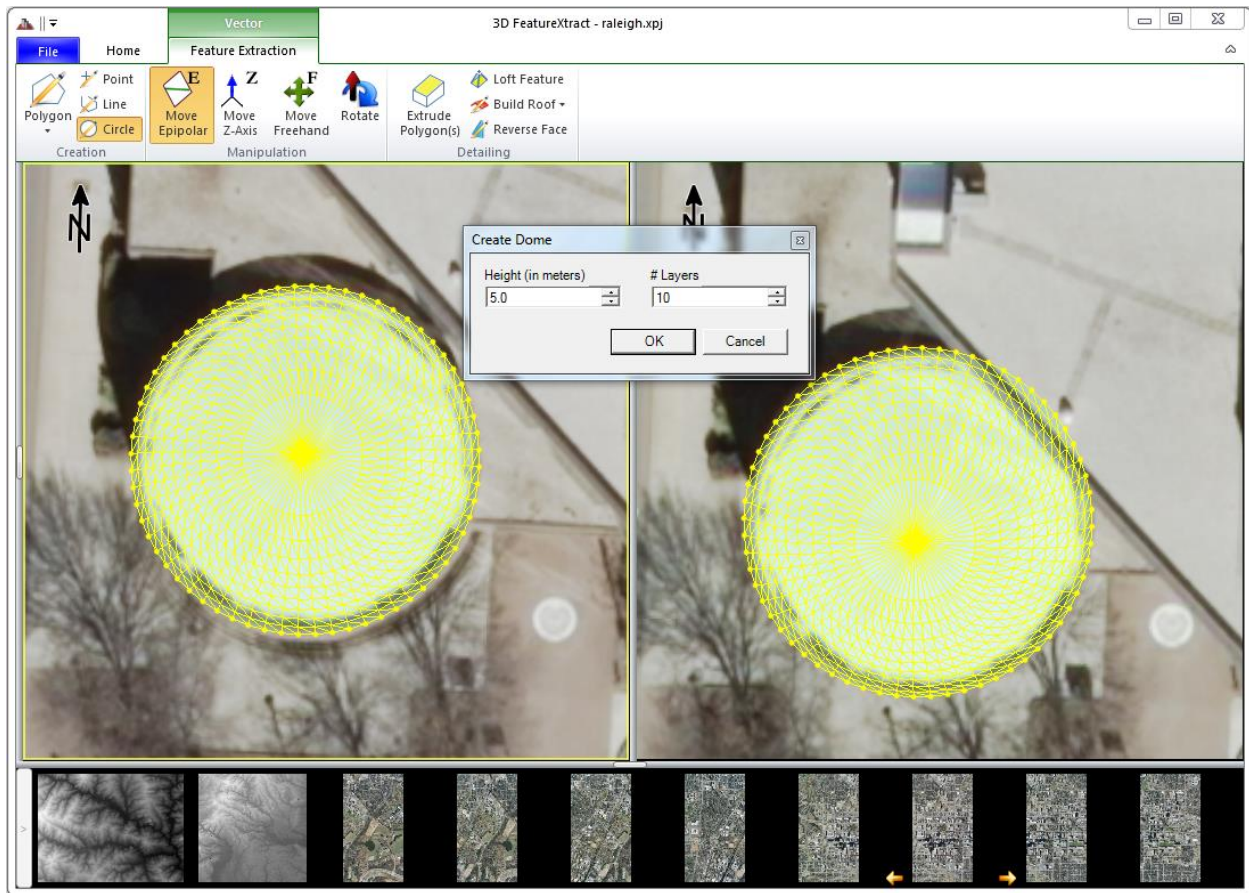 Vector
3D FeatureXtract - raleigh.xpj
File
Home
Feature Extraction
Polygon
Point
Line
Circle
Creation
E
Move
Epipolar
Z
Move
Z-Axis
F
Move
Freehand
Rotate
Manipulation
Extrude
Polygon(s)
Loft Feature
Build Roof
Reverse Face
Detailing
N
N
Create Dome
Height (in meters)
# Layers
5.0
10
OK
Cancel